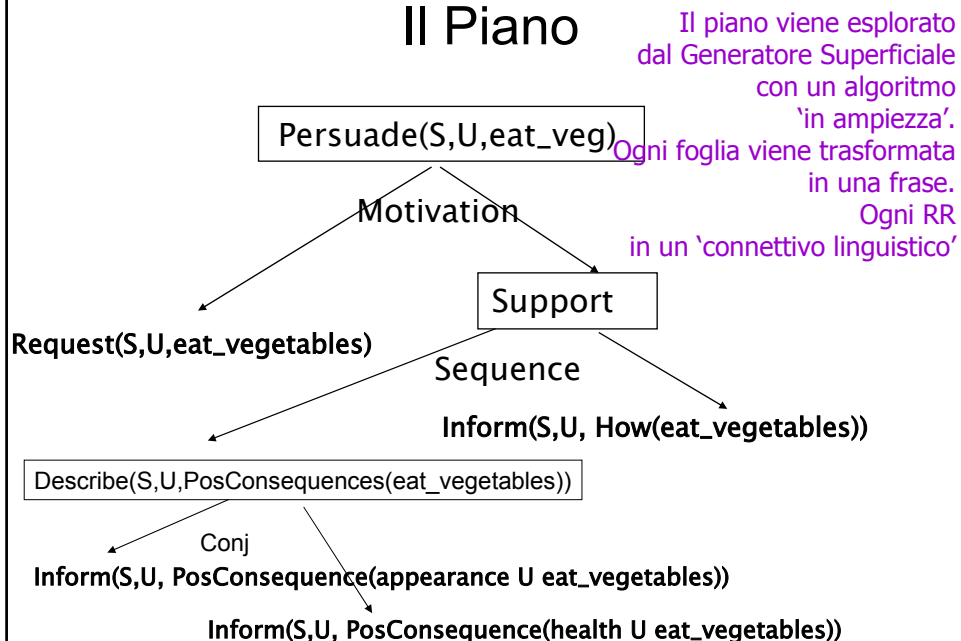 Il Piano
Il piano viene esplorato
dal Generatore Superficiale
con un algoritmo
‘in ampiezza’.
Ogni foglia viene trasformata
in una frase.
Ogni RR
in un ‘connettivo linguistico’
Persuade(S,U,eat_veg)
Motivation
Support
Request(S,U,eat_vegetables)
Sequence
Inform(S,U, How(eat_vegetables))
Describe(S,U,PosConsequences(eat_vegetables))
Conj
Inform(S,U, PosConsequence(appearance U eat_vegetables))
Inform(S,U, PosConsequence(health U eat_vegetables))